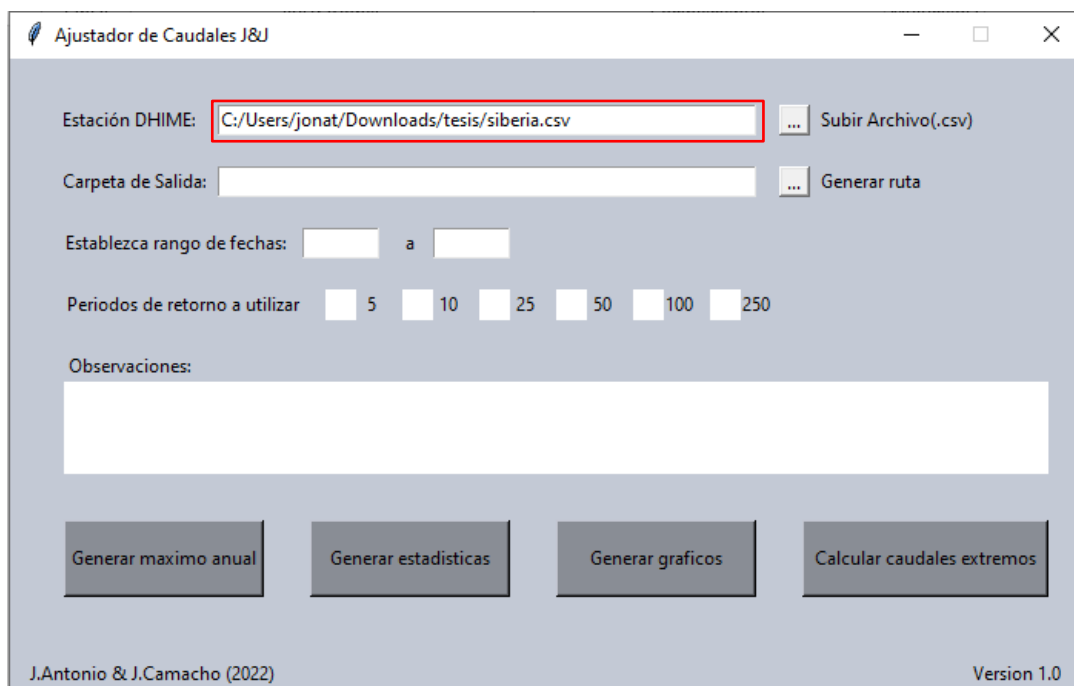 Ajustador de Caudales J&J
Estación DHIME: C:/Users/jonat/Downloads/tesis/siberia.csv ... Subir Archivo(.csv)
Carpeta de Salida: ... Generar ruta
Establezca rango de fechas: a
Periodos de retorno a utilizar 5 10 25 50 100 250
Observaciones:
Generar maximo anual Generar estadisticas Generar graficos Calcular caudales extremos
J.Antonio & J.Camacho (2022) Version 1.0